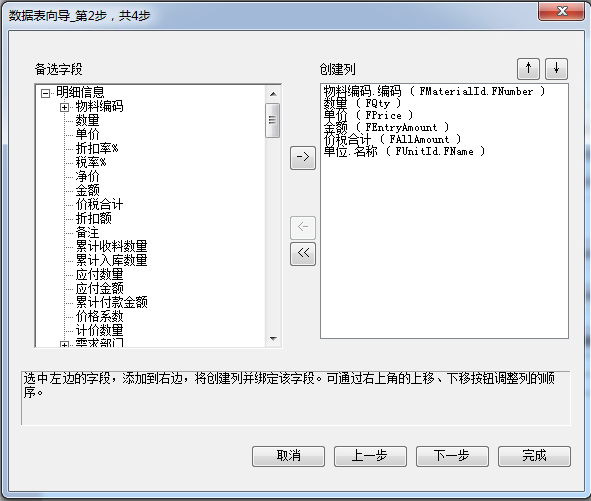 数据表向导_第2步，共4步
备选字段
明细信息
物料编码
数量
单价
折扣率%
税率%
净价
金额
价税合计
折扣额
备注
累计收料数量
累计入库数量
应付数量
应付金额
累计付款金额
价格系数
计价数量
需求部门
->
<-
<<
创建列
↑ ↓
物料编码.编码 ( FMaterialId.FNumber )
数量 ( FQty )
单价 ( FPrice )
金额 ( FEntryAmount )
价税合计 ( FAllAmount )
单位.名称 ( FUnitId.FName )
选中左边的字段，添加到右边，将创建列并绑定该字段。可通过右上角的上移、下移按钮调整列的顺
序。
取消 上一步 下一步 完成